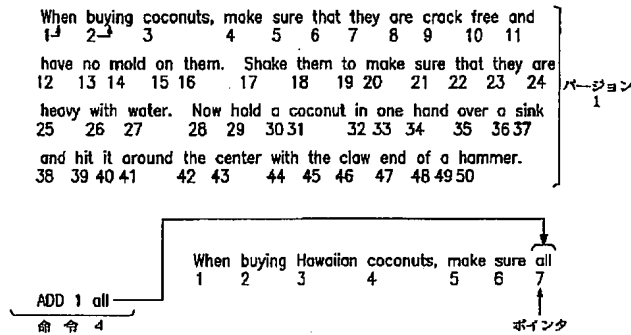 When buying coconuts, make sure that they are crack free and
1 2 3 4 5 6 7 8 9 10 11
have no mold on them. Shake them to make sure that they are
12 13 14 15 16 17 18 19 20 21 22 23 24
heavy with water. Now hold a coconut in one hand over a sink
25 26 27 28 29 30 31 32 33 34 35 36 37
and hit it around the center with the claw end of a hammer.
38 39 40 41 42 43 44 45 46 47 48 49 50
バージョン
1
When buying Hawaiian coconuts, make sure all
1 2 3 4 5 6 7
ADD 1 all
命令 4
ポインタ